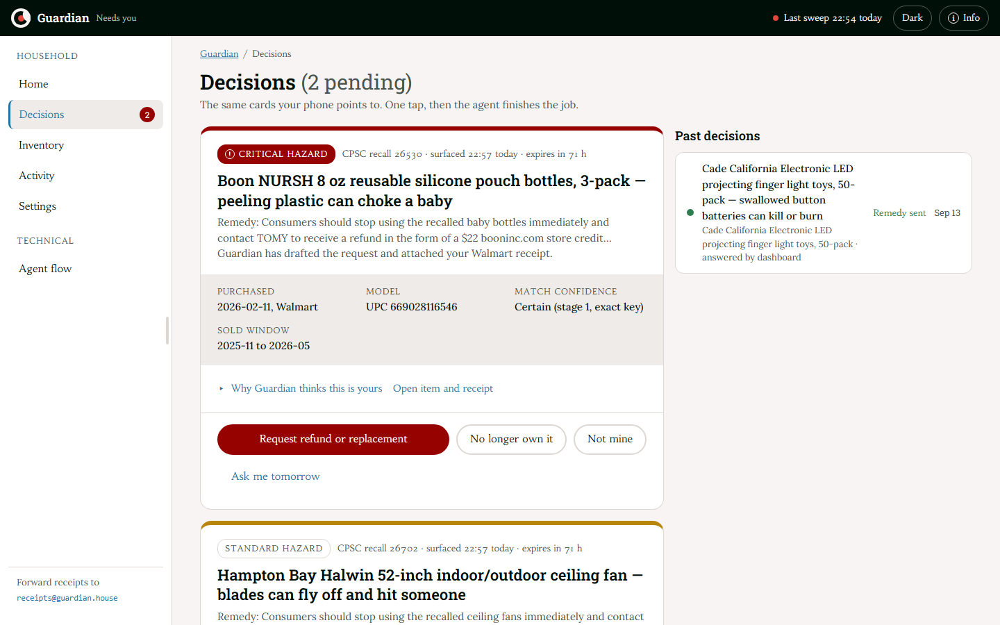 Guardian Needs you
Last sweep 22:54 today
Dark
Info
HOUSEHOLD
Home
Decisions 2
Inventory
Activity
Settings
TECHNICAL
Agent flow
Forward receipts to
receipts@guardian.house
Guardian / Decisions
Decisions (2 pending)
The same cards your phone points to. One tap, then the agent finishes the job.
CRITICAL HAZARD CPSC recall 26530 · surfaced 22:57 today · expires in 71 h
Boon NURSH 8 oz reusable silicone pouch bottles, 3-pack —
peeling plastic can choke a baby
Remedy: Consumers should stop using the recalled baby bottles immediately and
contact TOMY to receive a refund in the form of a $22 booninc.com store credit...
Guardian has drafted the request and attached your Walmart receipt.
PURCHASED
2026-02-11, Walmart
MODEL
UPC 669028116546
MATCH CONFIDENCE
Certain (stage 1, exact key)
SOLD WINDOW
2025-11 to 2026-05
Why Guardian thinks this is yours
Open item and receipt
Request refund or replacement
No longer own it
Not mine
Ask me tomorrow
STANDARD HAZARD CPSC recall 26702 · surfaced 22:57 today · expires in 71 h
Hampton Bay Halwin 52-inch indoor/outdoor ceiling fan —
blades can fly off and hit someone
Remedy: Consumers should stop using the recalled ceiling fans immediately and contact
Past decisions
Cade California Electronic LED
projecting finger light toys, 50-
pack — swallowed button
batteries can kill or burn
Cade California Electronic LED
projecting finger light toys, 50-pack ·
answered by dashboard
Remedy sent
Sep 13